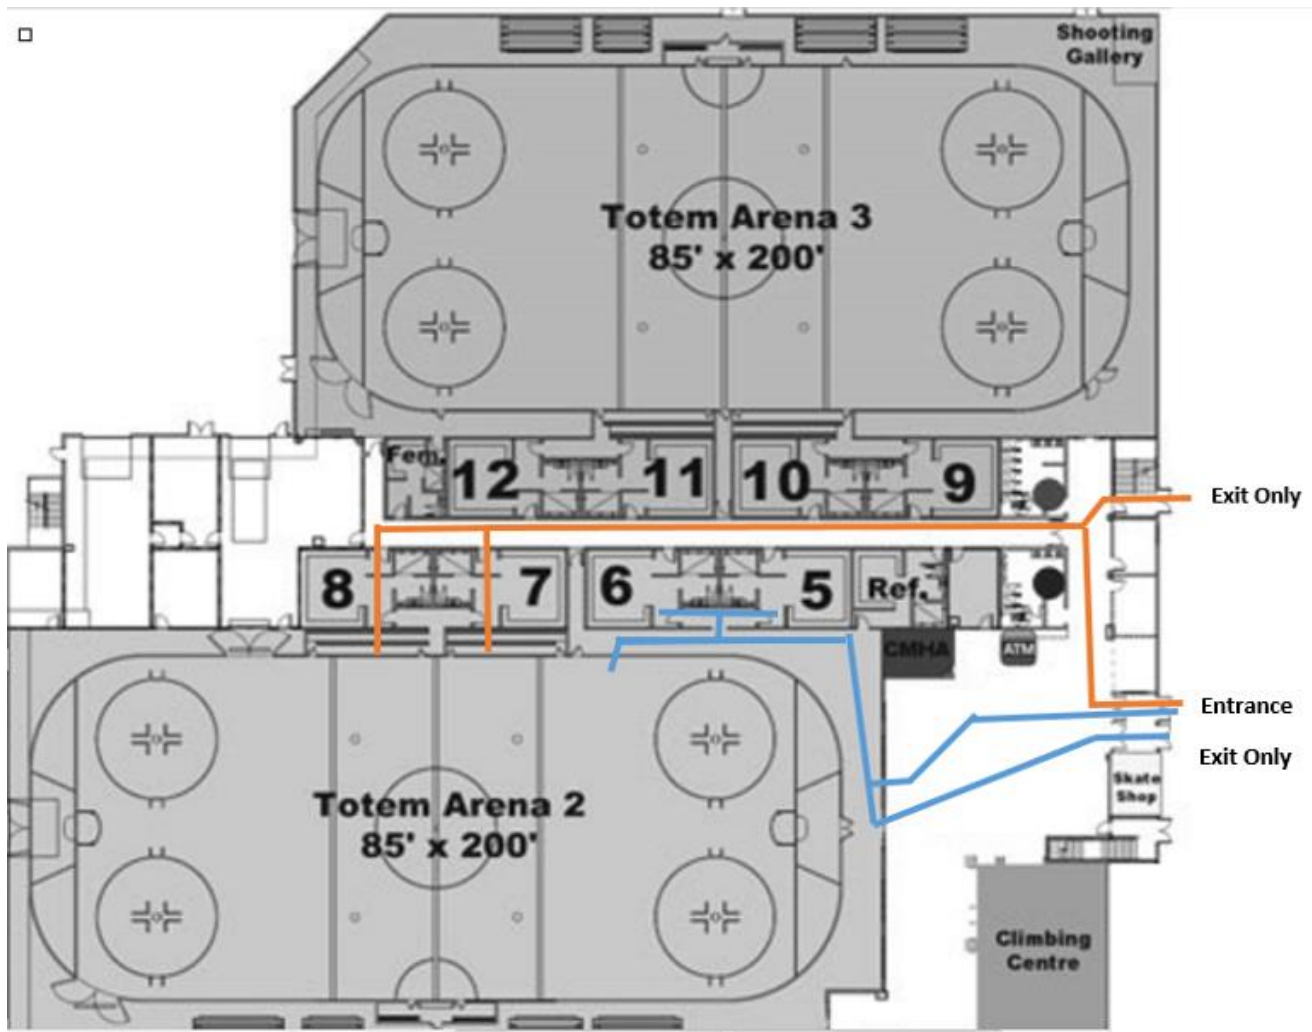 Shooting
Gallery
Totem Arena 3
85' x 200'
Fem.
12
11
10
9
Exit Only
8
7
6
5
Ref.
CMHA
ATM
Entrance
Exit Only
Skate
Shop
Totem Arena 2
85' x 200'
Climbing
Centre